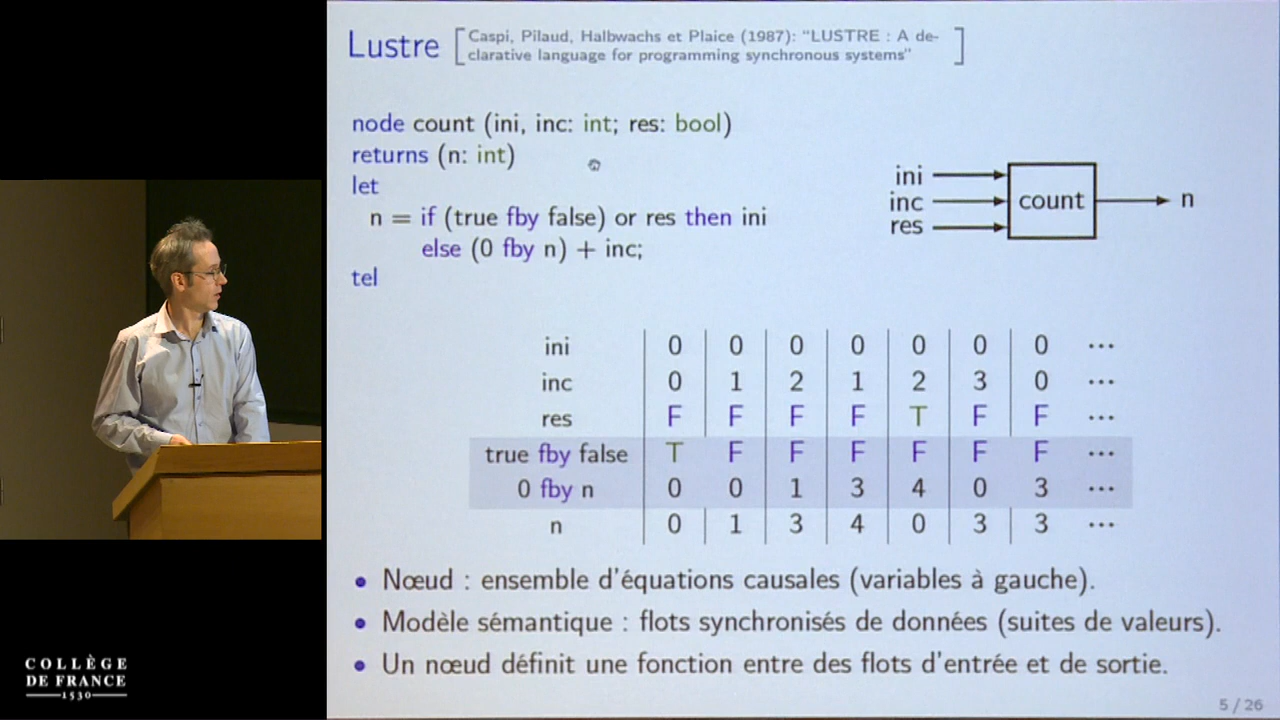 Lustre [Caspi, Pilaud, Halbwachs et Plaice (1987): “LUSTRE : A de-
clarative language for programming synchronous systems”]
node count (ini, inc: int; res: bool)
returns (n: int)
let
n = if (true fby false) or res then ini
else (0 fby n) + inc;
tel
ini
inc
res
count
n
ini 0 0 0 0 0 0 0 ...
inc 0 1 2 1 2 3 0 ...
res F F F F T F F ...
true fby false T F F F F F F ...
0 fby n 0 0 1 3 4 0 3 ...
n 0 1 3 4 0 3 3 ...
• Nœud : ensemble d'équations causales (variables à gauche).
• Modèle sémantique : flots synchronisés de données (suites de valeurs).
• Un nœud définit une fonction entre des flots d'entrée et de sortie.
5 / 26
COLLÈGE
DE FRANCE
1530